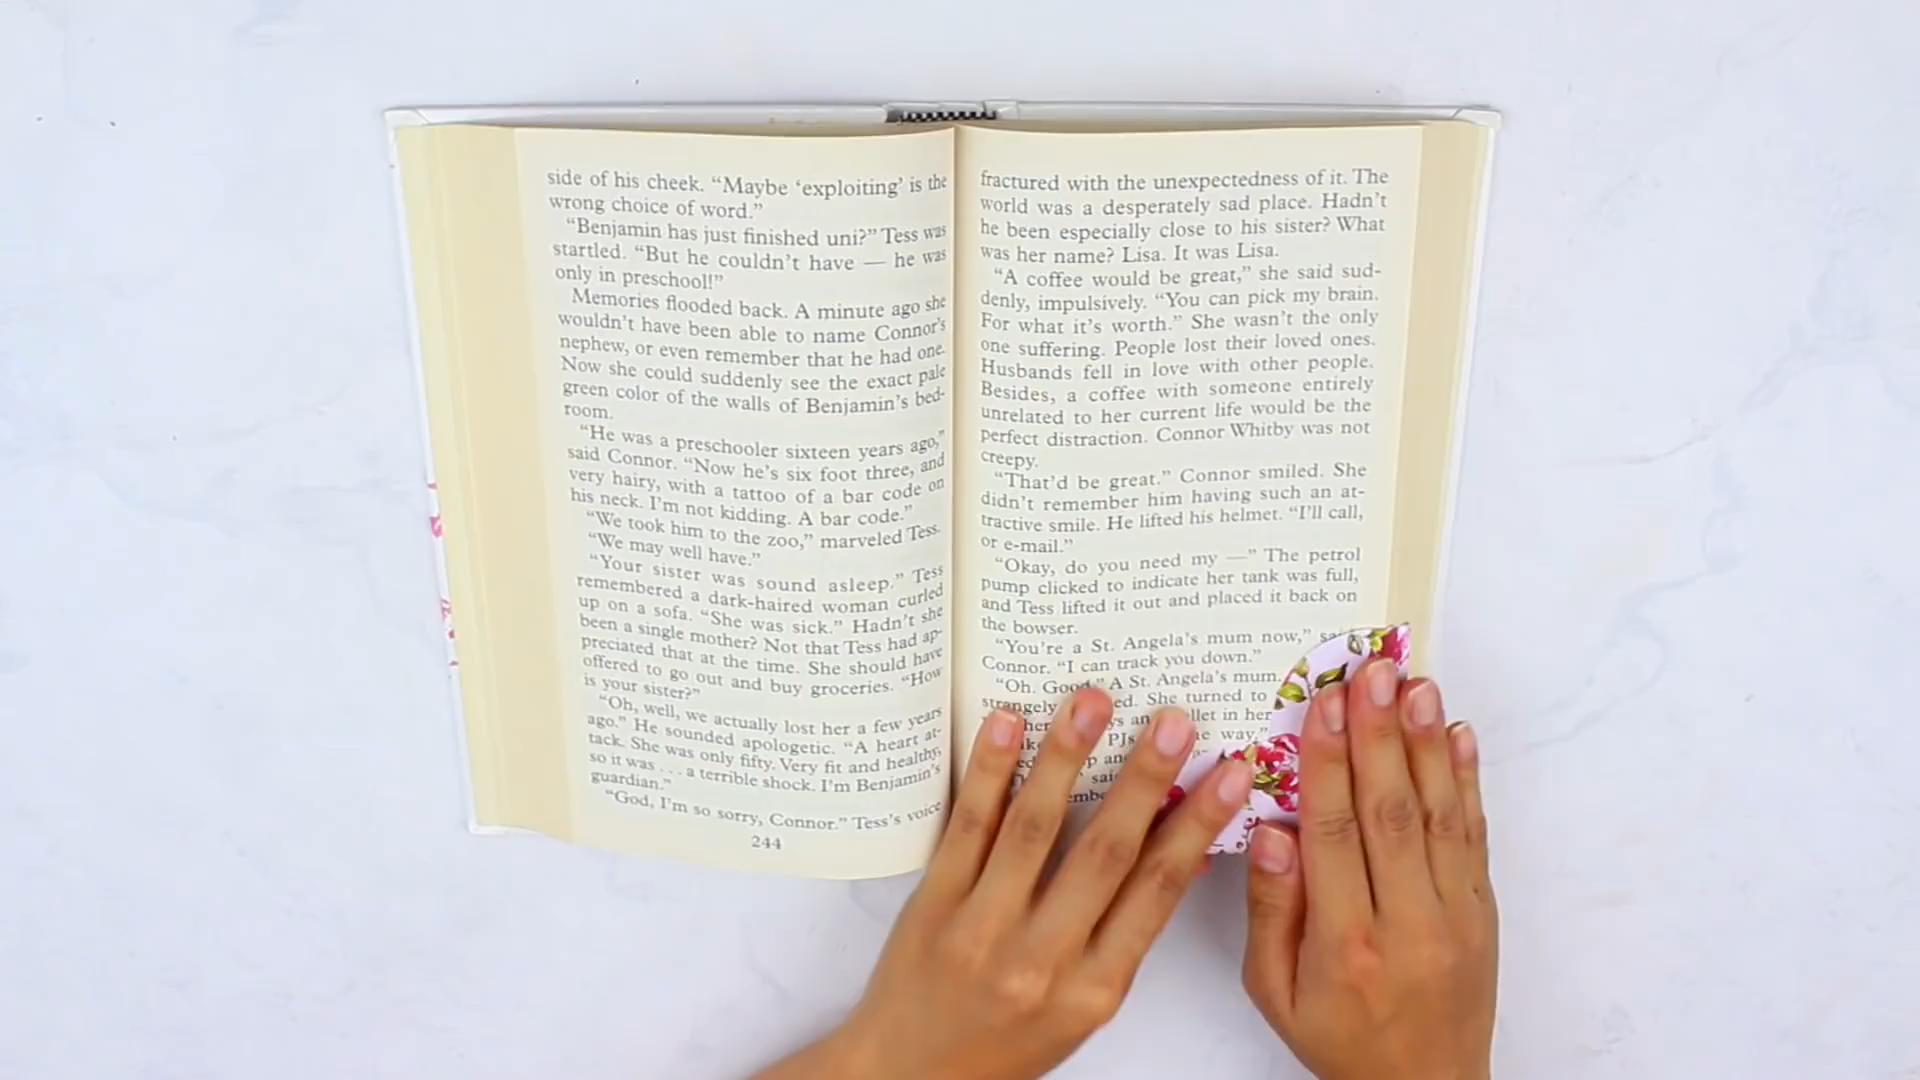 side of his cheek. “Maybe ‘exploiting’ is the
wrong choice of word.”
“Benjamin has just finished uni?” Tess was
startled. “But he couldn’t have — he was
only in preschool!”
Memories flooded back. A minute ago she
wouldn’t have been able to name Connor’s
nephew, or even remember that he had one.
Now she could suddenly see the exact pale
green color of the walls of Benjamin’s bed-
room.
“He was a preschooler sixteen years ago,”
said Connor. “Now he’s six foot three, and
very hairy, with a tattoo of a bar code on
his neck. I’m not kidding. A bar code.”
“We took him to the zoo,” marveled Tess.
“We may well have.”
“Your sister was sound asleep.” Tess
remembered a dark-haired woman curled
up on a sofa. “She was sick.” Hadn’t she
been a single mother? Not that Tess had ap-
preciated that at the time. She should have
offered to go out and buy groceries. “How
is your sister?”
“Oh, well, we actually lost her a few years
ago.” He sounded apologetic. “A heart at-
tack. She was only fifty. Very fit and healthy,
so it was . . . a terrible shock. I’m Benjamin’s
guardian.”
“God, I’m so sorry, Connor.” Tess’s voice
244
fractured with the unexpectedness of it. The
world was a desperately sad place. Hadn’t
he been especially close to his sister? What
was her name? Lisa. It was Lisa.
“A coffee would be great,” she said sud-
denly, impulsively. “You can pick my brain.
For what it’s worth.” She wasn’t the only
one suffering. People lost their loved ones.
Husbands fell in love with other people.
Besides, a coffee with someone entirely
unrelated to her current life would be the
perfect distraction. Connor Whitby was not
creepy.
“That’d be great.” Connor smiled. She
didn’t remember him having such an at-
tractive smile. He lifted his helmet. “I’ll call,
or e-mail.”
“Okay, do you need my —” The petrol
pump clicked to indicate her tank was full,
and Tess lifted it out and placed it back on
the bowser.
“You’re a St. Angela’s mum now,”
Connor. “I can track you down.”
“Oh. Good.” A St. Angela’s mum.
strangely She turned to
her in her
PJs way.”